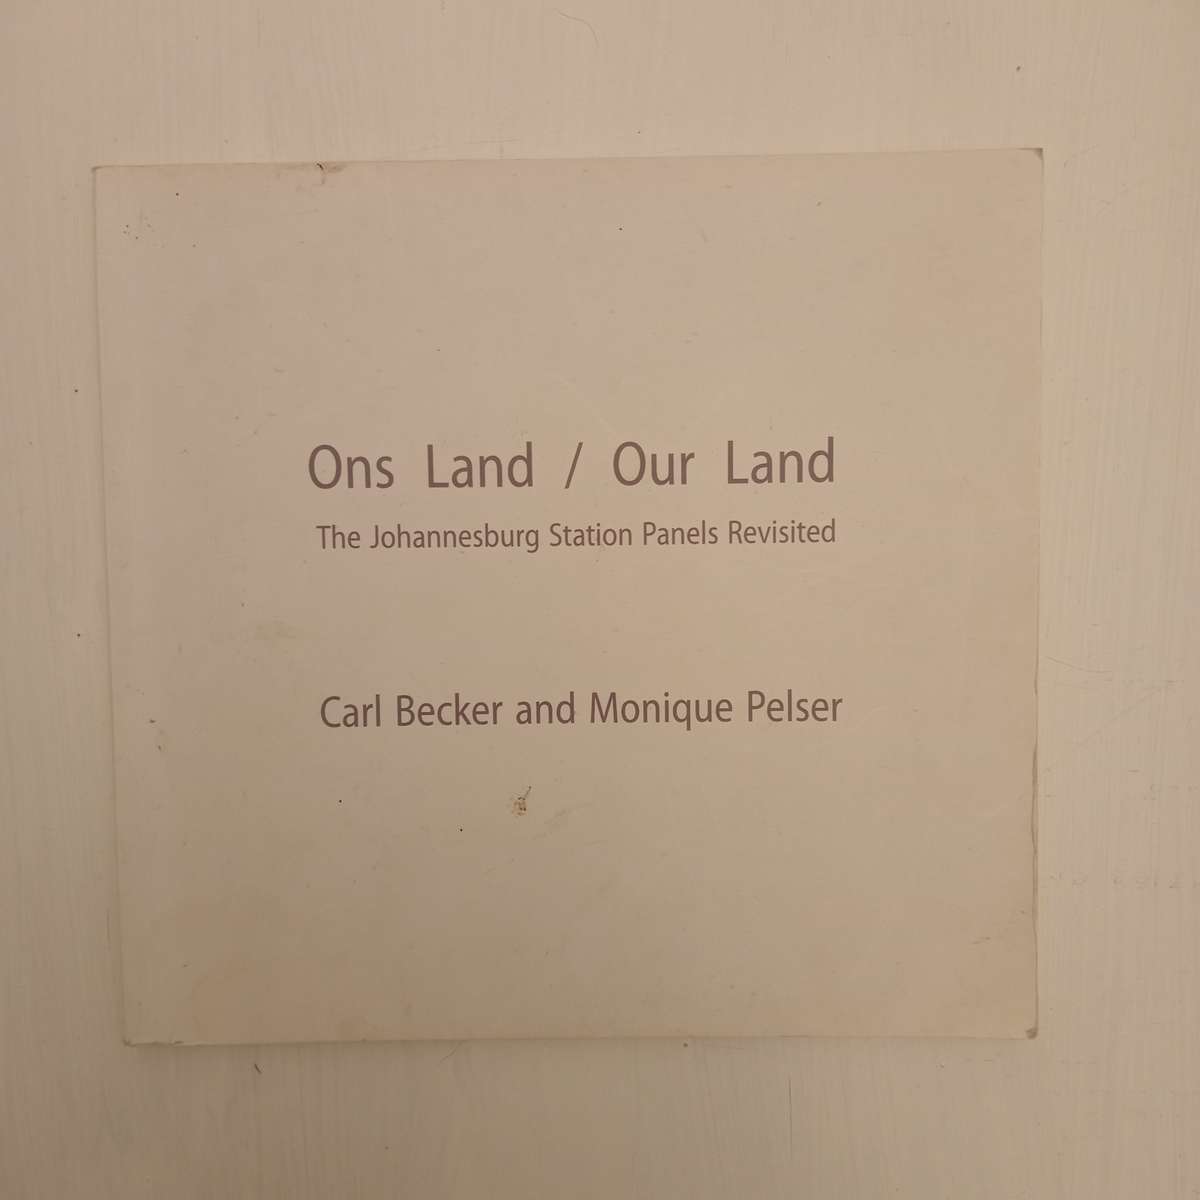 Ons Land / Our Land
The Johannesburg Station Panels Revisited
Carl Becker and Monique Pelser